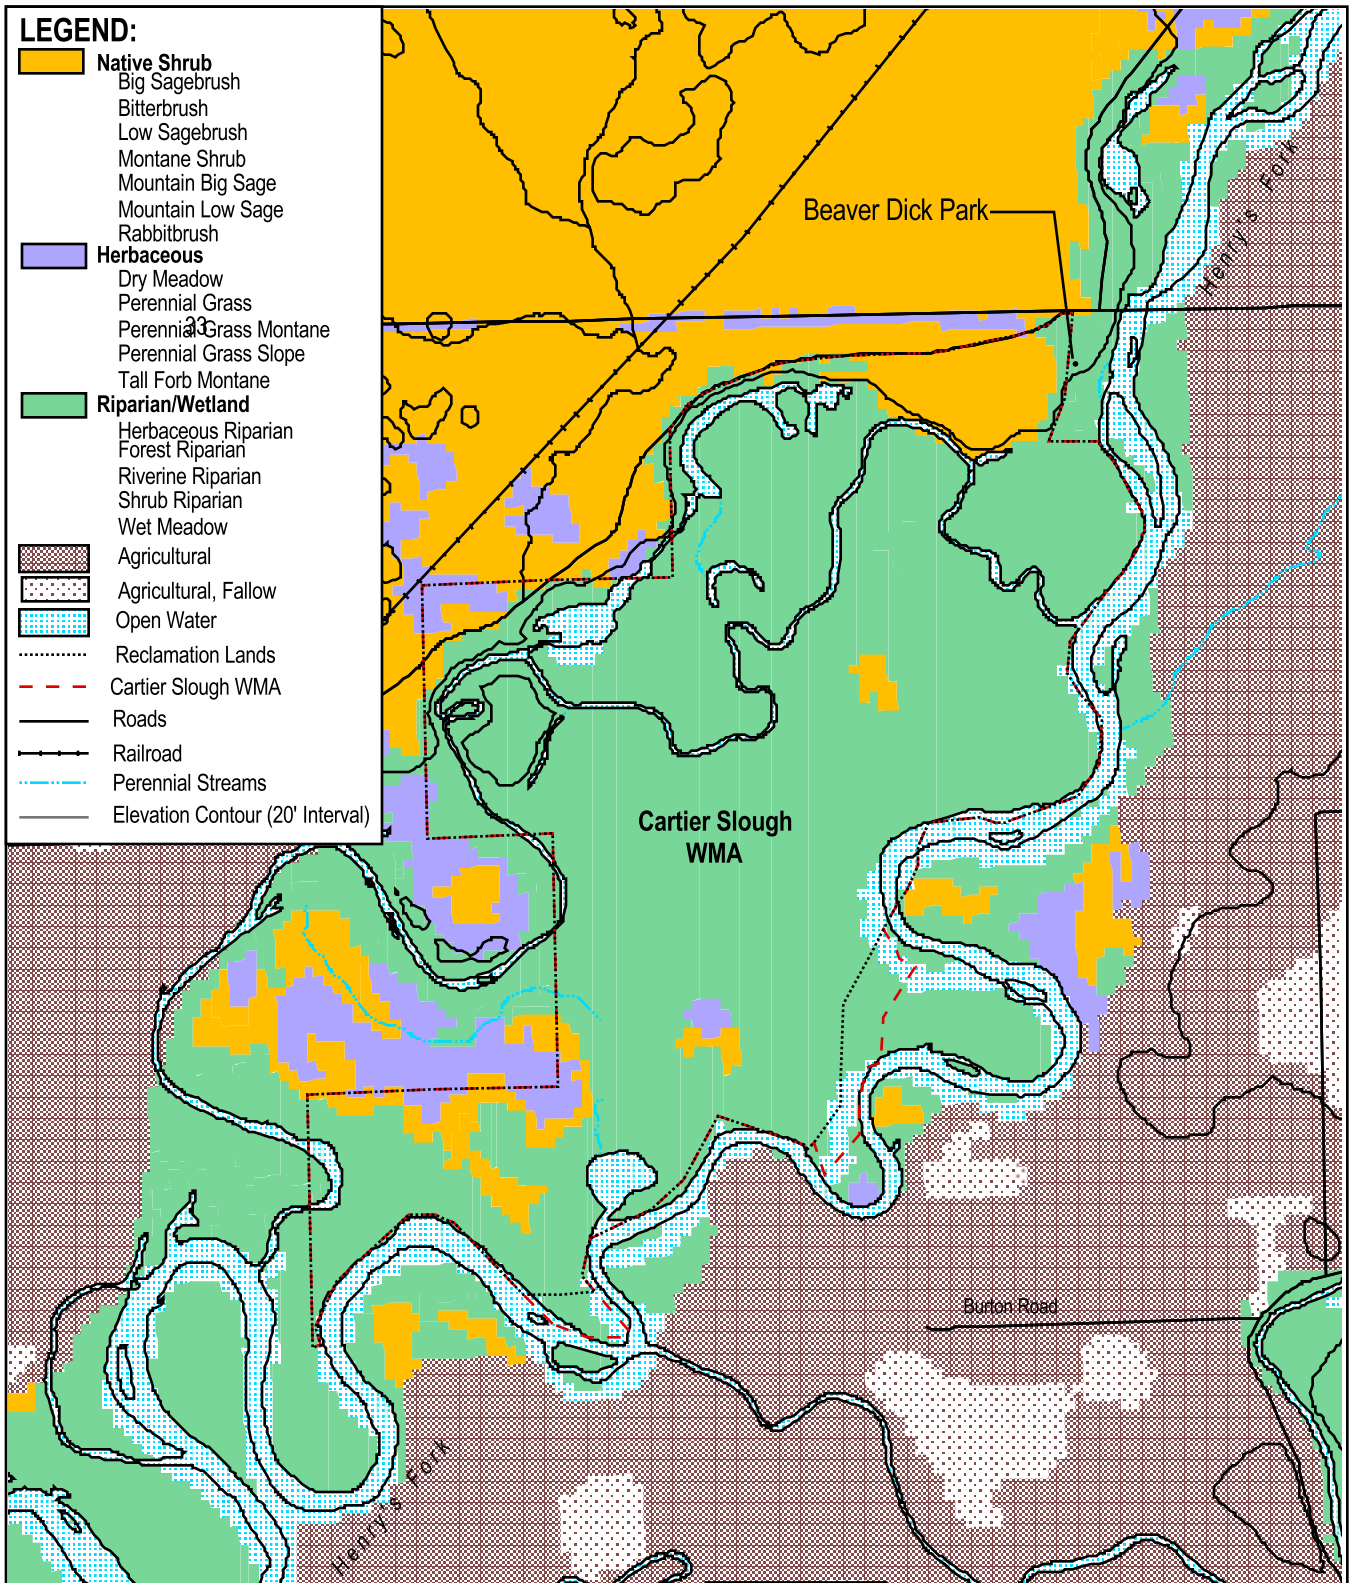 LEGEND:
Native Shrub
Big Sagebrush
Bitterbrush
Low Sagebrush
Montane Shrub
Mountain Big Sage
Mountain Low Sage
Rabbitbrush
Herbaceous
Dry Meadow
Perennial Grass
33
Perennial Grass Montane
Perennial Grass Slope
Tall Forb Montane
Riparian/Wetland
Herbaceous Riparian
Forest Riparian
Riverine Riparian
Shrub Riparian
Wet Meadow
Agricultural
Agricultural, Fallow
Open Water
Reclamation Lands
Cartier Slough WMA
Roads
Railroad
Perennial Streams
Elevation Contour (20' Interval)
Beaver Dick Park
Henry's Fork
Cartier Slough
WMA
Burton Road
Henry's Fork